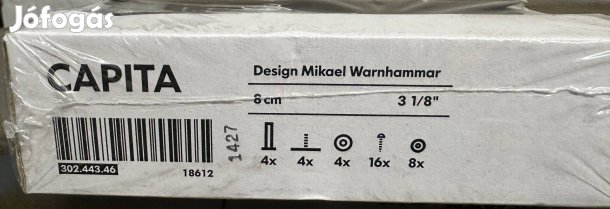 Jófogás
CAPITA
Design Mikael Warnhammar
8 cm 3 1/8"
302.443.46
18612
1427
4x 4x 4x 16x 8x